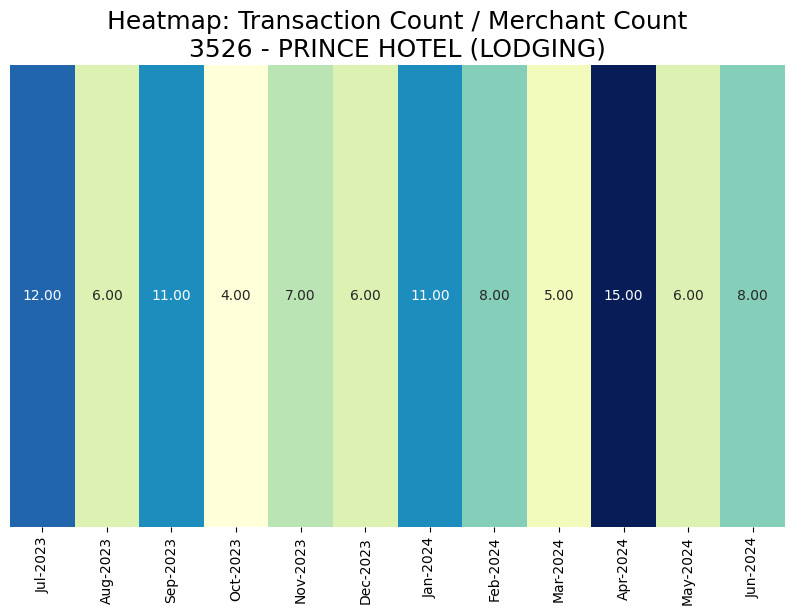 Heatmap: Transaction Count / Merchant Count
3526 - PRINCE HOTEL (LODGING)
12.00 6.00 11.00 4.00 7.00 6.00 11.00 8.00 5.00 15.00 6.00 8.00
Jul-2023 Aug-2023 Sep-2023 Oct-2023 Nov-2023 Dec-2023 Jan-2024 Feb-2024 Mar-2024 Apr-2024 May-2024 Jun-2024